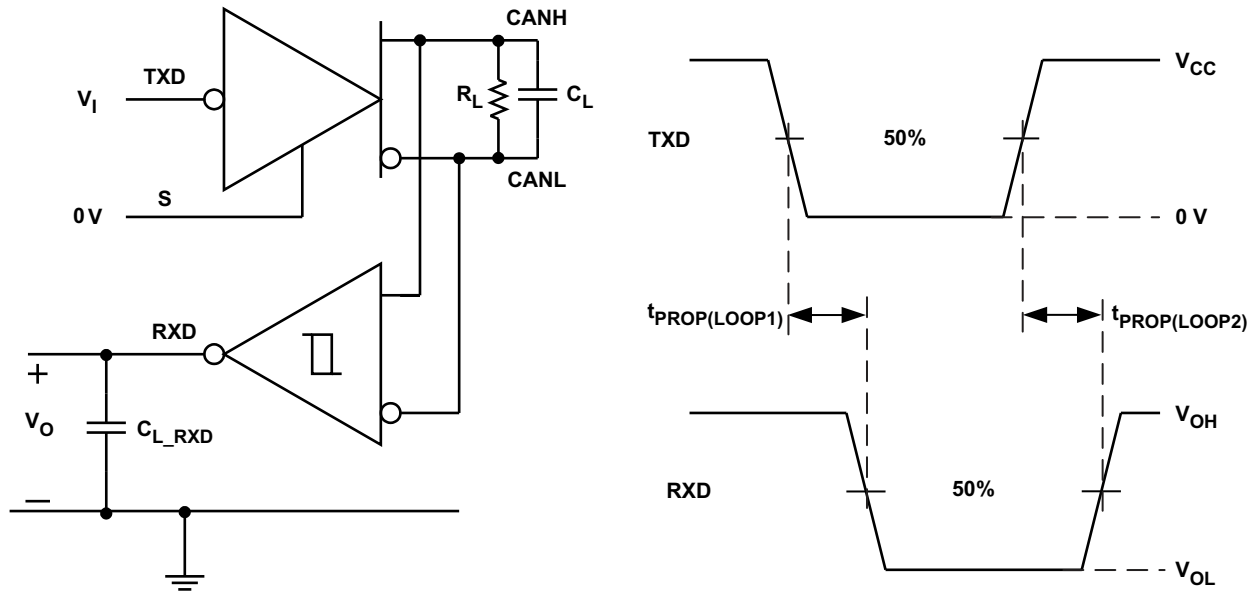 CANH
TXD
V_I
R_L
C_L
S
0 V
CANL
RXD
+
V_O
C_L_RXD
−
V_CC
TXD
50%
0 V
t_PROP(LOOP1)
t_PROP(LOOP2)
V_OH
RXD
50%
V_OL